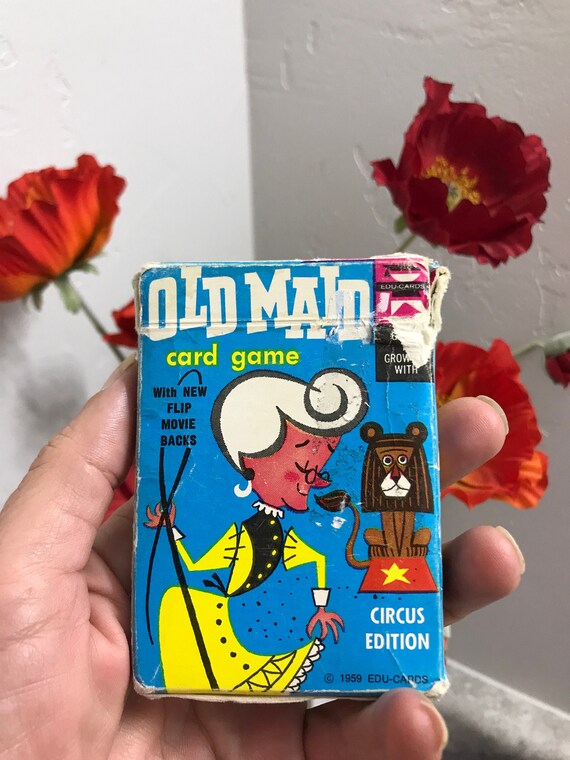 OLD MAID
EDU-CARDS
card game
GROW
WITH
With NEW
FLIP
MOVIE
BACKS
CIRCUS
EDITION
© 1959 EDU-CARDS